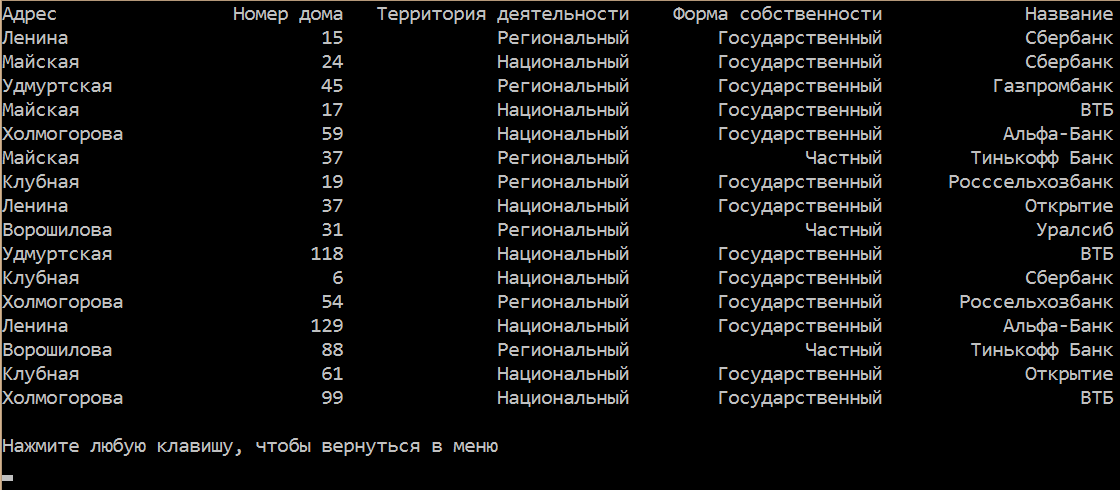 Адрес Номер дома Территория деятельности Форма собственности Название
Ленина 15 Региональный Государственный Сбербанк
Майская 24 Национальный Государственный Сбербанк
Удмуртская 45 Региональный Государственный Газпромбанк
Майская 17 Национальный Государственный ВТБ
Холмогорова 59 Национальный Государственный Альфа-Банк
Майская 37 Региональный Частный Тинькофф Банк
Клубная 19 Региональный Государственный Росссельхозбанк
Ленина 37 Национальный Государственный Открытие
Ворошилова 31 Региональный Частный Уралсиб
Удмуртская 118 Национальный Государственный ВТБ
Клубная 6 Национальный Государственный Сбербанк
Холмогорова 54 Региональный Государственный Россельхозбанк
Ленина 129 Национальный Государственный Альфа-Банк
Ворошилова 88 Региональный Частный Тинькофф Банк
Клубная 61 Национальный Государственный Открытие
Холмогорова 99 Национальный Государственный ВТБ
Нажмите любую клавишу, чтобы вернуться в меню